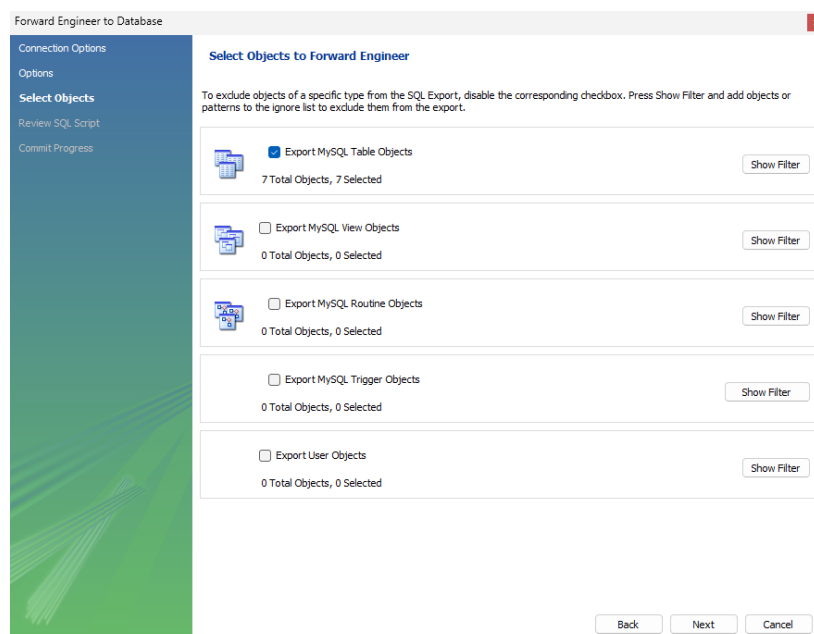 Forward Engineer to Database
Connection Options
Options
Select Objects
Review SQL Script
Commit Progress
Select Objects to Forward Engineer
To exclude objects of a specific type from the SQL Export, disable the corresponding checkbox. Press Show Filter and add objects or
patterns to the ignore list to exclude them from the export.
Export MySQL Table Objects
7 Total Objects, 7 Selected
Show Filter
Export MySQL View Objects
0 Total Objects, 0 Selected
Show Filter
Export MySQL Routine Objects
0 Total Objects, 0 Selected
Show Filter
Export MySQL Trigger Objects
0 Total Objects, 0 Selected
Show Filter
Export User Objects
0 Total Objects, 0 Selected
Show Filter
Back
Next
Cancel